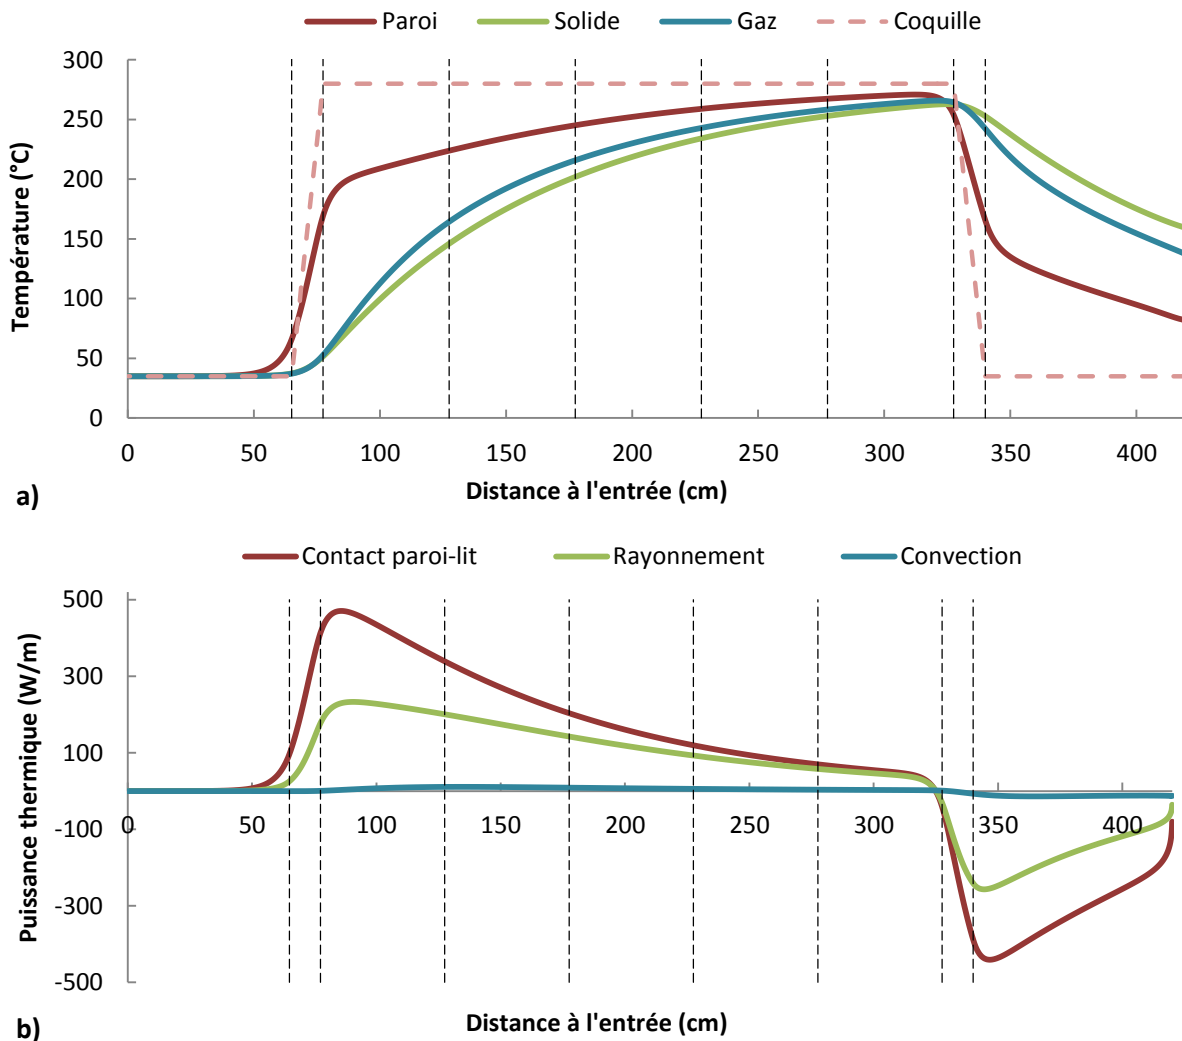 Paroi Solide Gaz Coquille
300
250
200
150
100
50
0
Température (°C)
0 50 100 150 200 250 300 350 400
Distance à l'entrée (cm)
a)
Contact paroi-lit Rayonnement Convection
500
300
100
-100
-300
-500
Puissance thermique (W/m)
0 50 100 150 200 250 300 350 400
Distance à l'entrée (cm)
b)